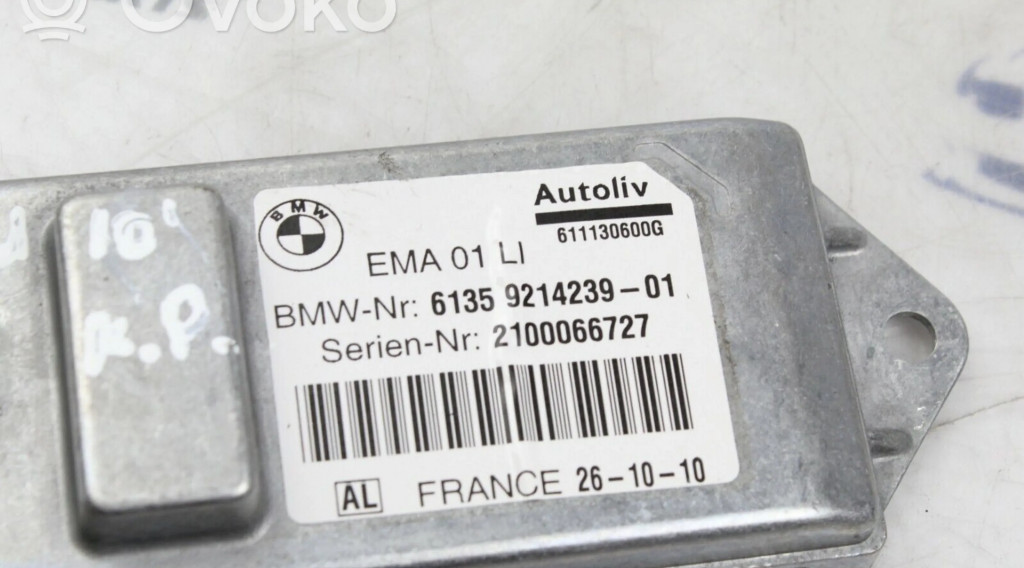 OVOKO
BMW
Autoliv
611130600G
EMA 01 LI
BMW-Nr: 6135 9214239-01
Serien-Nr: 2100066727
AL FRANCE 26-10-10
10'
K.P.